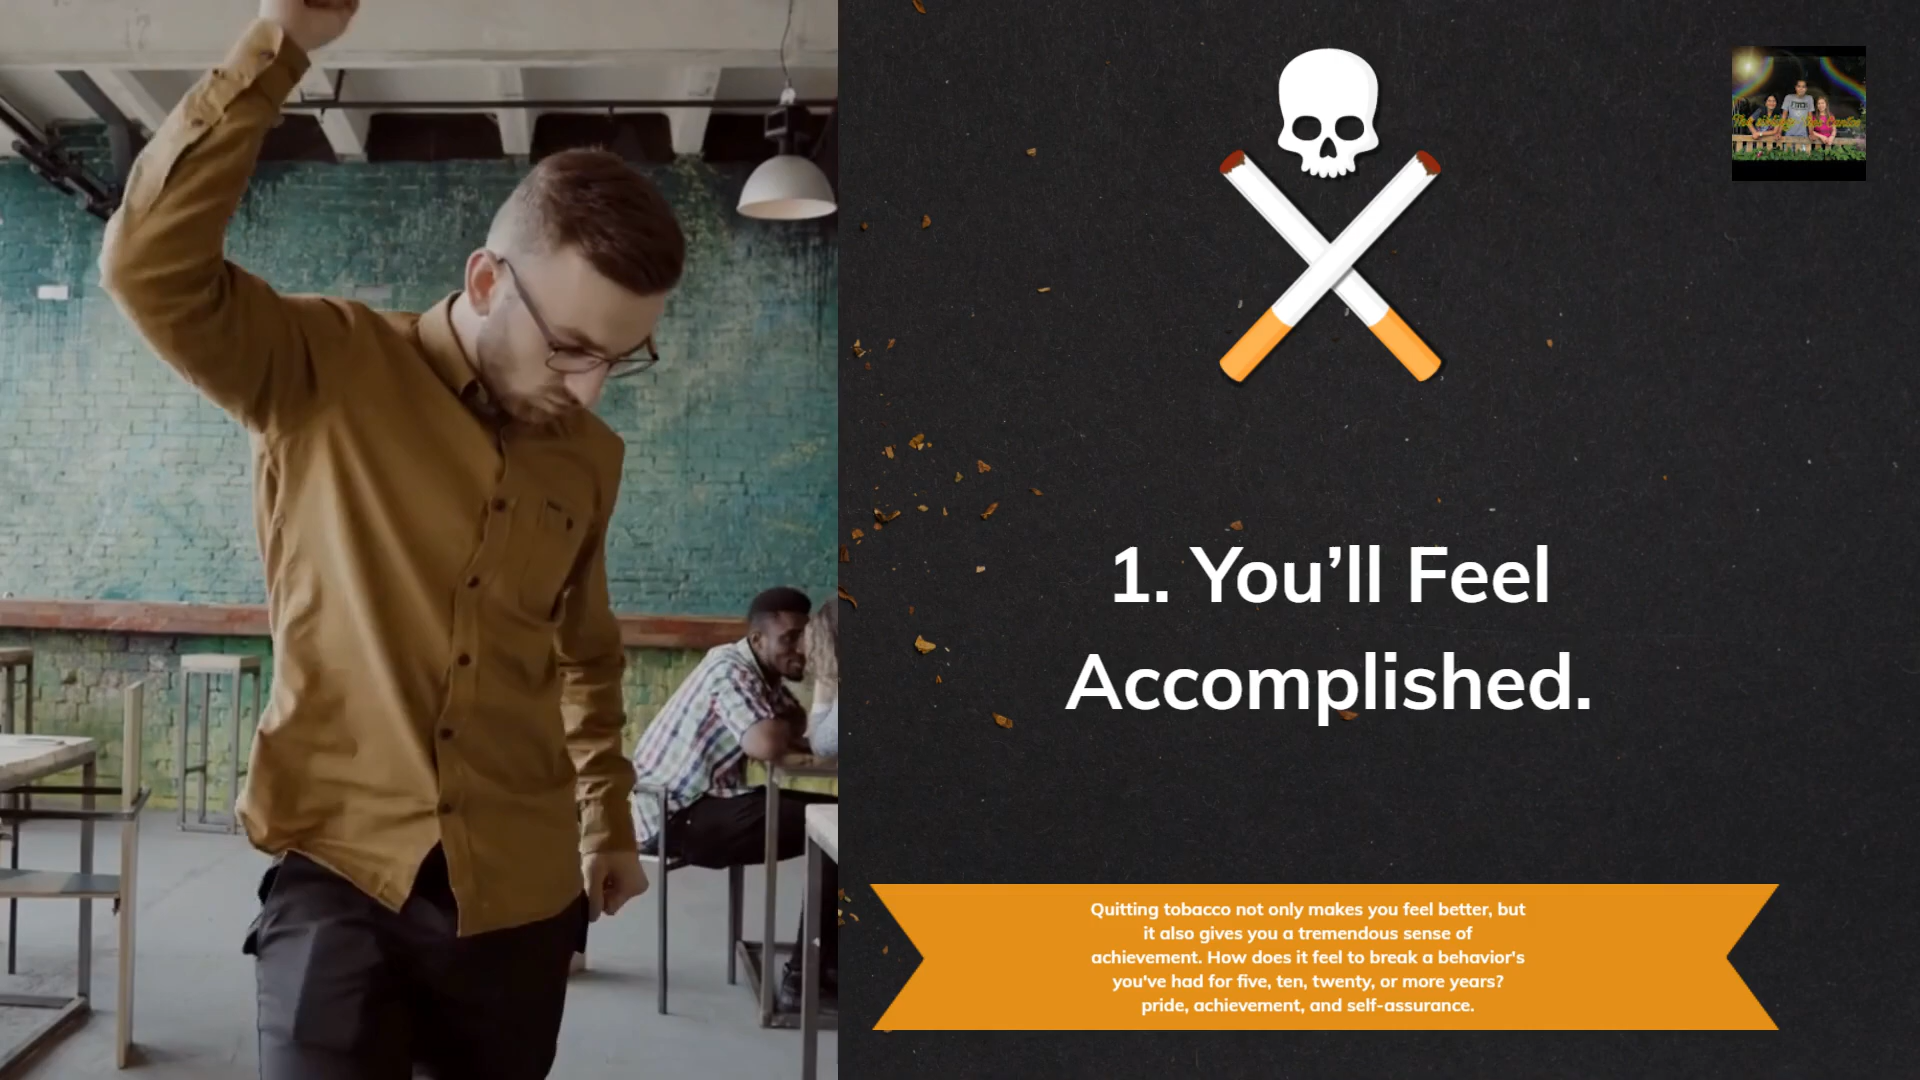 1. You’ll Feel
Accomplished.
Quitting tobacco not only makes you feel better, but
it also gives you a tremendous sense of
achievement. How does it feel to break a behavior's
you've had for five, ten, twenty, or more years?
pride, achievement, and self-assurance.